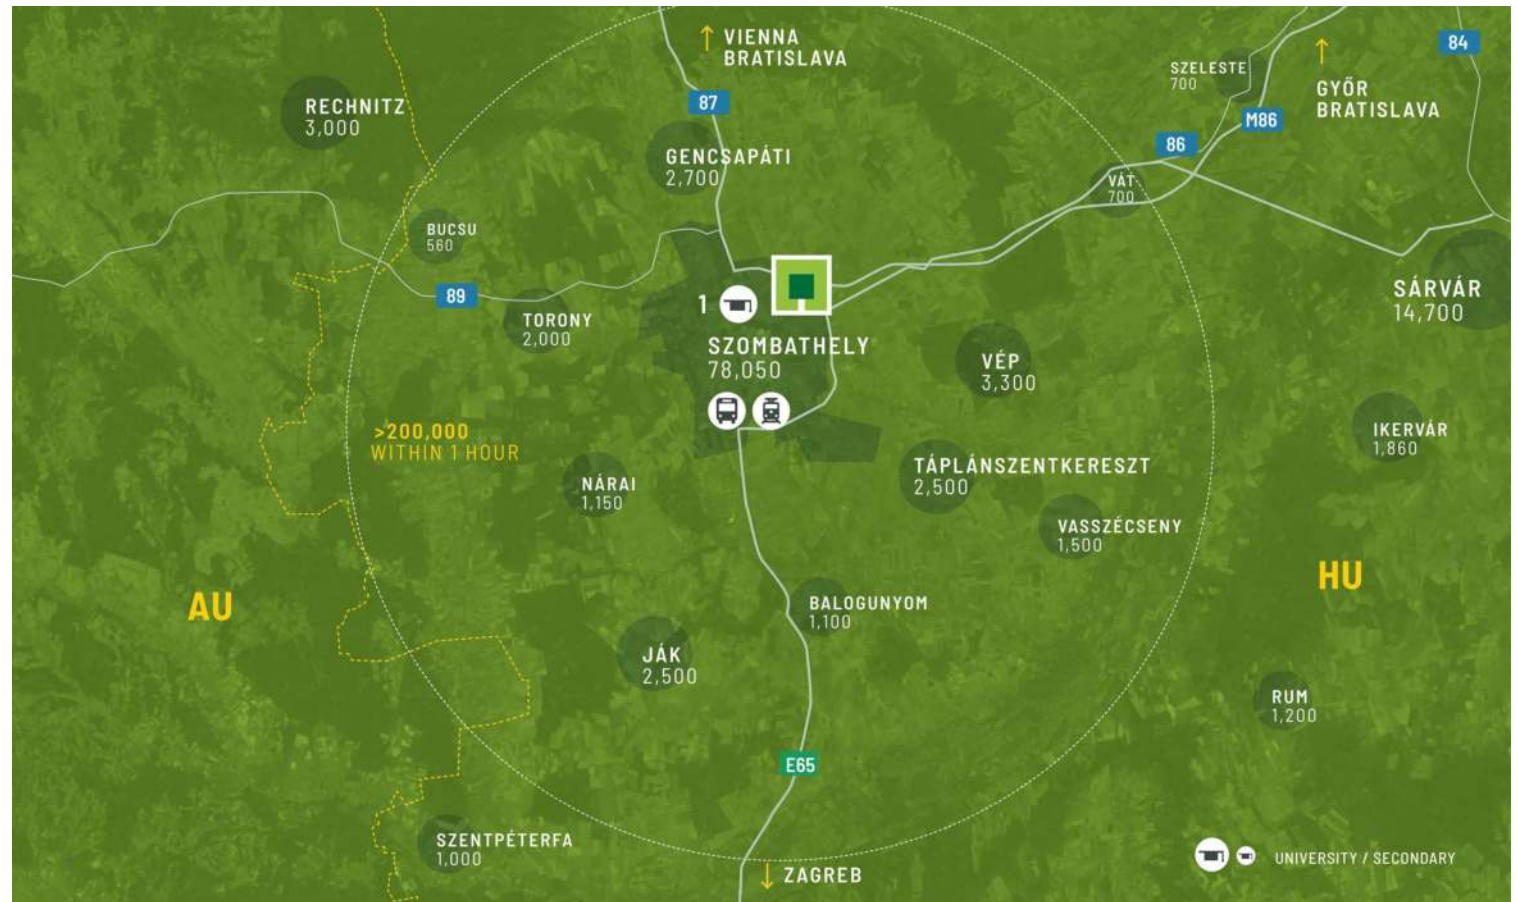 VIENNA
BRATISLAVA
84
SZELESTE
700
GYŐR
BRATISLAVA
RECHNITZ
3,000
87
M86
86
GENCSAPÁTI
2,700
VÁT
700
BUCSU
560
89
1
SÁRVÁR
14,700
TORONY
2,000
SZOMBATHELY
78,050
VÉP
3,300
>200,000
WITHIN 1 HOUR
IKERVÁR
1,860
TÁPLÁNSZENTKERESZT
2,500
NÁRAI
1,150
VASSZÉCSENY
1,500
AU
HU
BALOGUNYOM
1,100
JÁK
2,500
RUM
1,200
E65
SZENTPÉTERFA
1,000
ZAGREB
UNIVERSITY / SECONDARY